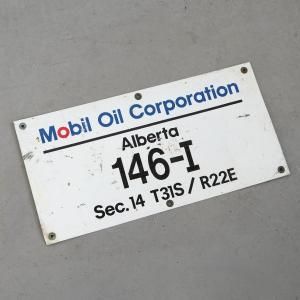 Mobil Oil Corporation
Alberta
146-I
Sec.14 T31S / R22E